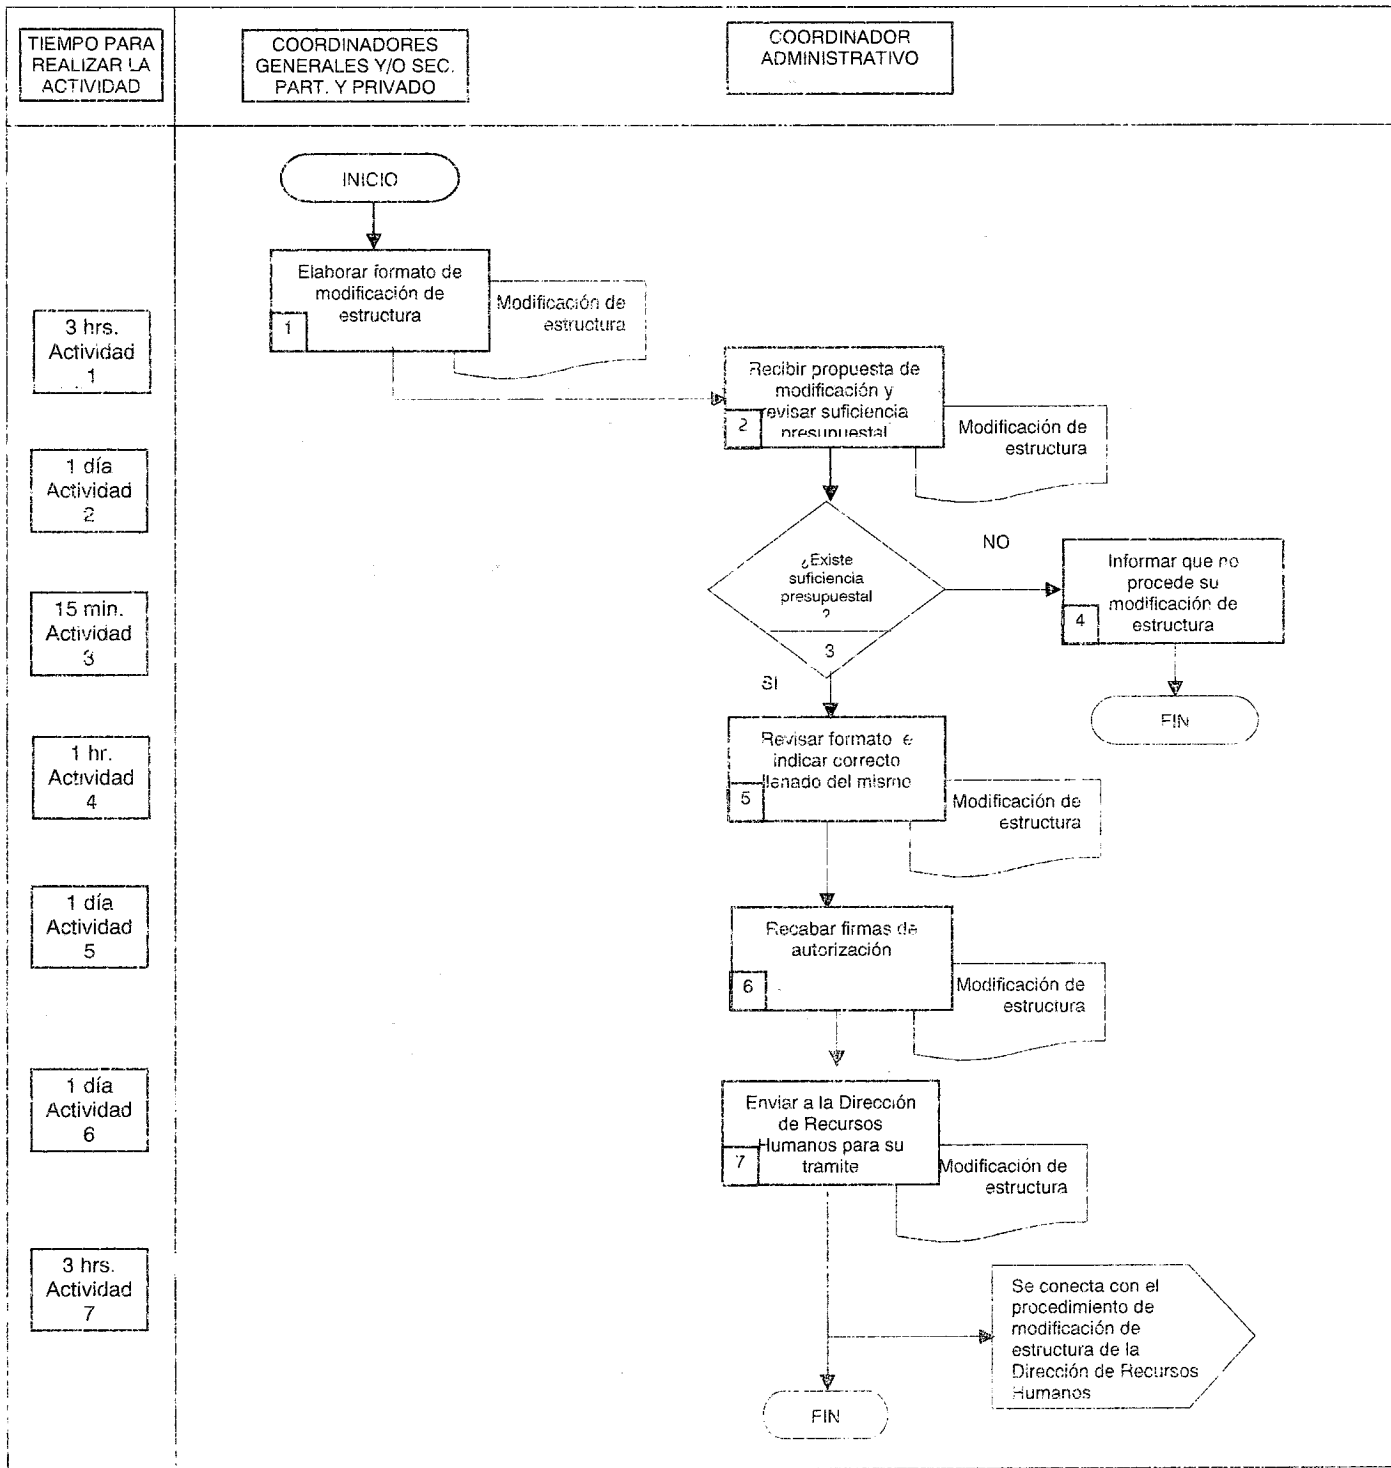 TIEMPO PARA
REALIZAR LA
ACTIVIDAD
COORDINADORES
GENERALES Y/O SEC.
PART. Y PRIVADO
COORDINADOR
ADMINISTRATIVO
INICIO
Elaborar formato de
modificación de
estructura
1
Modificación de
estructura
3 hrs.
Actividad
1
Recibir propuesta de
modificación y
revisar suficiencia
presupuestal
2
Modificación de
estructura
1 día
Actividad
2
¿Existe
suficiencia
presupuestal
?
3
NO
SI
Informar que no
procede su
modificación de
estructura
4
FIN
15 min.
Actividad
3
Revisar formato e
indicar correcto
llenado del mismo
5
Modificación de
estructura
1 hr.
Actividad
4
1 día
Actividad
5
Recabar firmas de
autorización
6
Modificación de
estructura
1 día
Actividad
6
Enviar a la Dirección
de Recursos
Humanos para su
tramite
7
Modificación de
estructura
3 hrs.
Actividad
7
Se conecta con el
procedimiento de
modificación de
estructura de la
Dirección de Recursos
Humanos
FIN